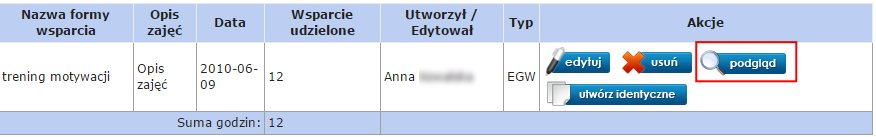 Nazwa formy wsparcia Opis zajęć Data Wsparcie udzielone Utworzył / Edytował Typ Akcje
trening motywacji Opis zajęć 2010-06-09 12 Anna EGW edytuj usuń podgląd
utwórz identyczne
Suma godzin: 12